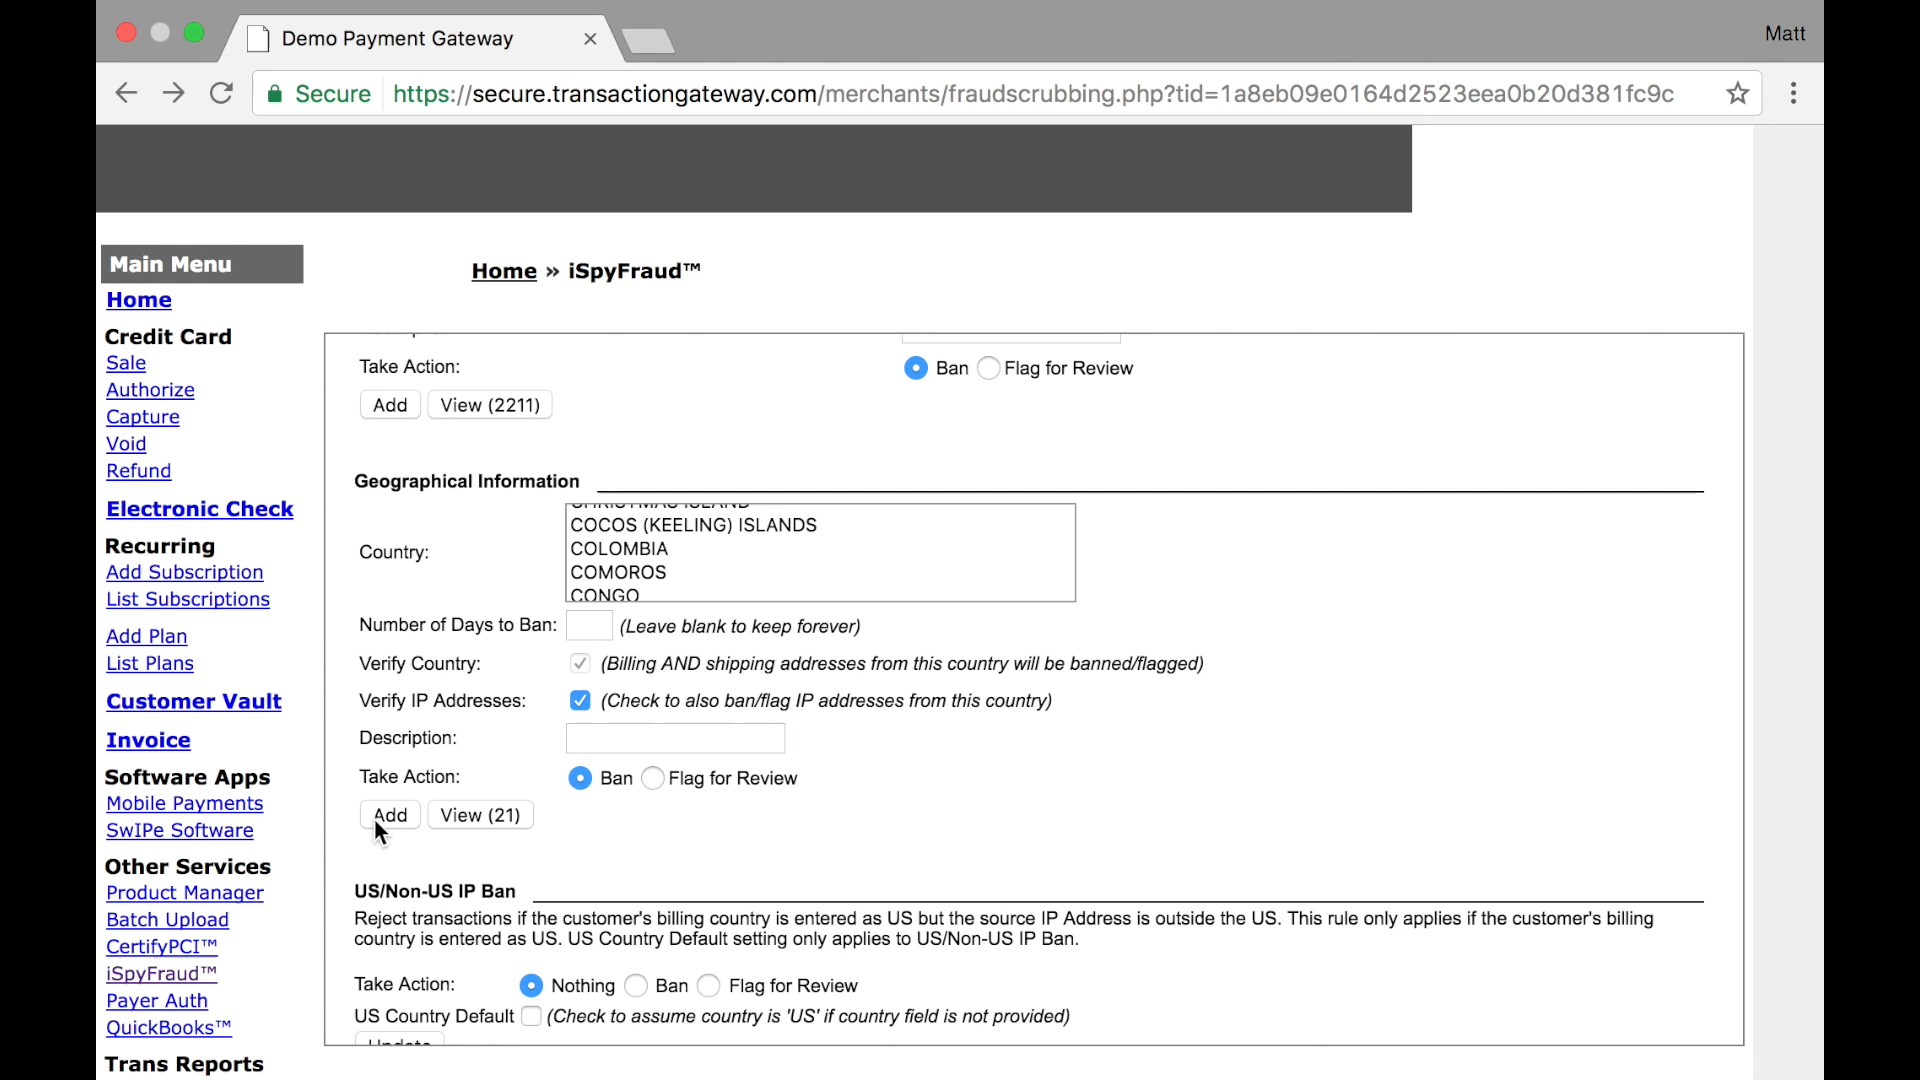 Demo Payment Gateway
Matt
Secure https://secure.transactiongateway.com/merchants/fraudscrubbing.php?tid=1a8eb09e0164d2523eea0b20d381fc9c
Main Menu
Home » iSpyFraud™
Home
Credit Card
Sale
Authorize
Capture
Void
Refund
Electronic Check
Recurring
Add Subscription
List Subscriptions
Add Plan
List Plans
Customer Vault
Invoice
Software Apps
Mobile Payments
SwIPe Software
Other Services
Product Manager
Batch Upload
CertifyPCI™
iSpyFraud™
Payer Auth
QuickBooks™
Trans Reports
Take Action: Ban Flag for Review
Add View (2211)
Geographical Information
CHRISTMAS ISLAND
COCOS (KEELING) ISLANDS
Country:
COLOMBIA
COMOROS
CONGO
Number of Days to Ban: (Leave blank to keep forever)
Verify Country: (Billing AND shipping addresses from this country will be banned/flagged)
Verify IP Addresses: (Check to also ban/flag IP addresses from this country)
Description:
Take Action: Ban Flag for Review
Add View (21)
US/Non-US IP Ban
Reject transactions if the customer's billing country is entered as US but the source IP Address is outside the US. This rule only applies if the customer's billing
country is entered as US. US Country Default setting only applies to US/Non-US IP Ban.
Take Action: Nothing Ban Flag for Review
US Country Default (Check to assume country is 'US' if country field is not provided)
Update